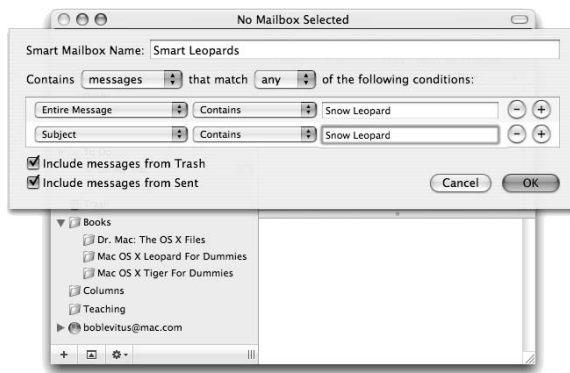 No Mailbox Selected
Smart Mailbox Name: Smart Leopards
Contains messages that match any of the following conditions:
Entire Message Contains Snow Leopard
Subject Contains Snow Leopard
Include messages from Trash
Include messages from Sent
Cancel OK
Books
Dr. Mac: The OS X Files
Mac OS X Leopard For Dummies
Mac OS X Tiger For Dummies
Columns
Teaching
boblevitus@mac.com